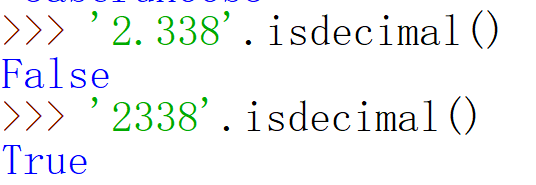 >>> '2.338'.isdecimal()
False
>>> '2338'.isdecimal()
True